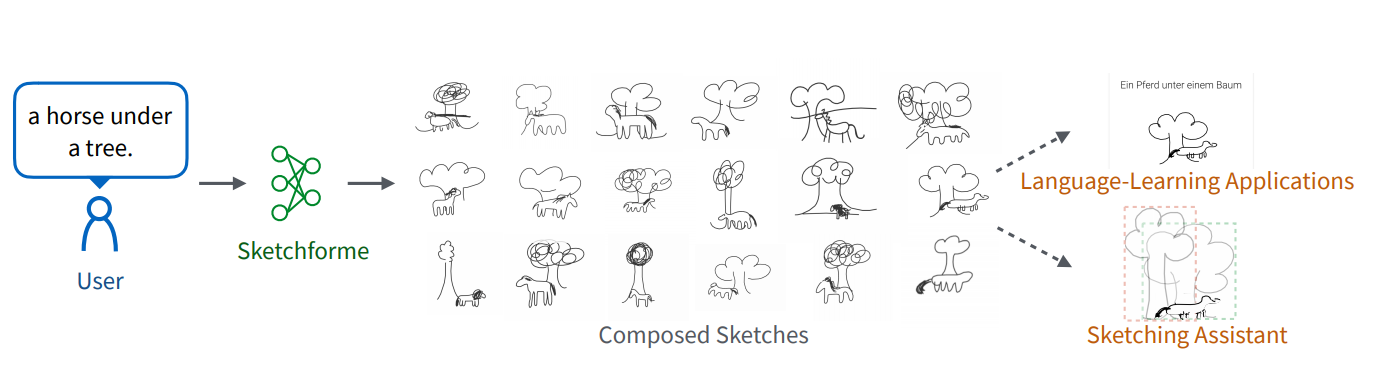 a horse under
a tree.
User
Sketchforme
Composed Sketches
Ein Pferd unter einem Baum
Language-Learning Applications
Sketching Assistant